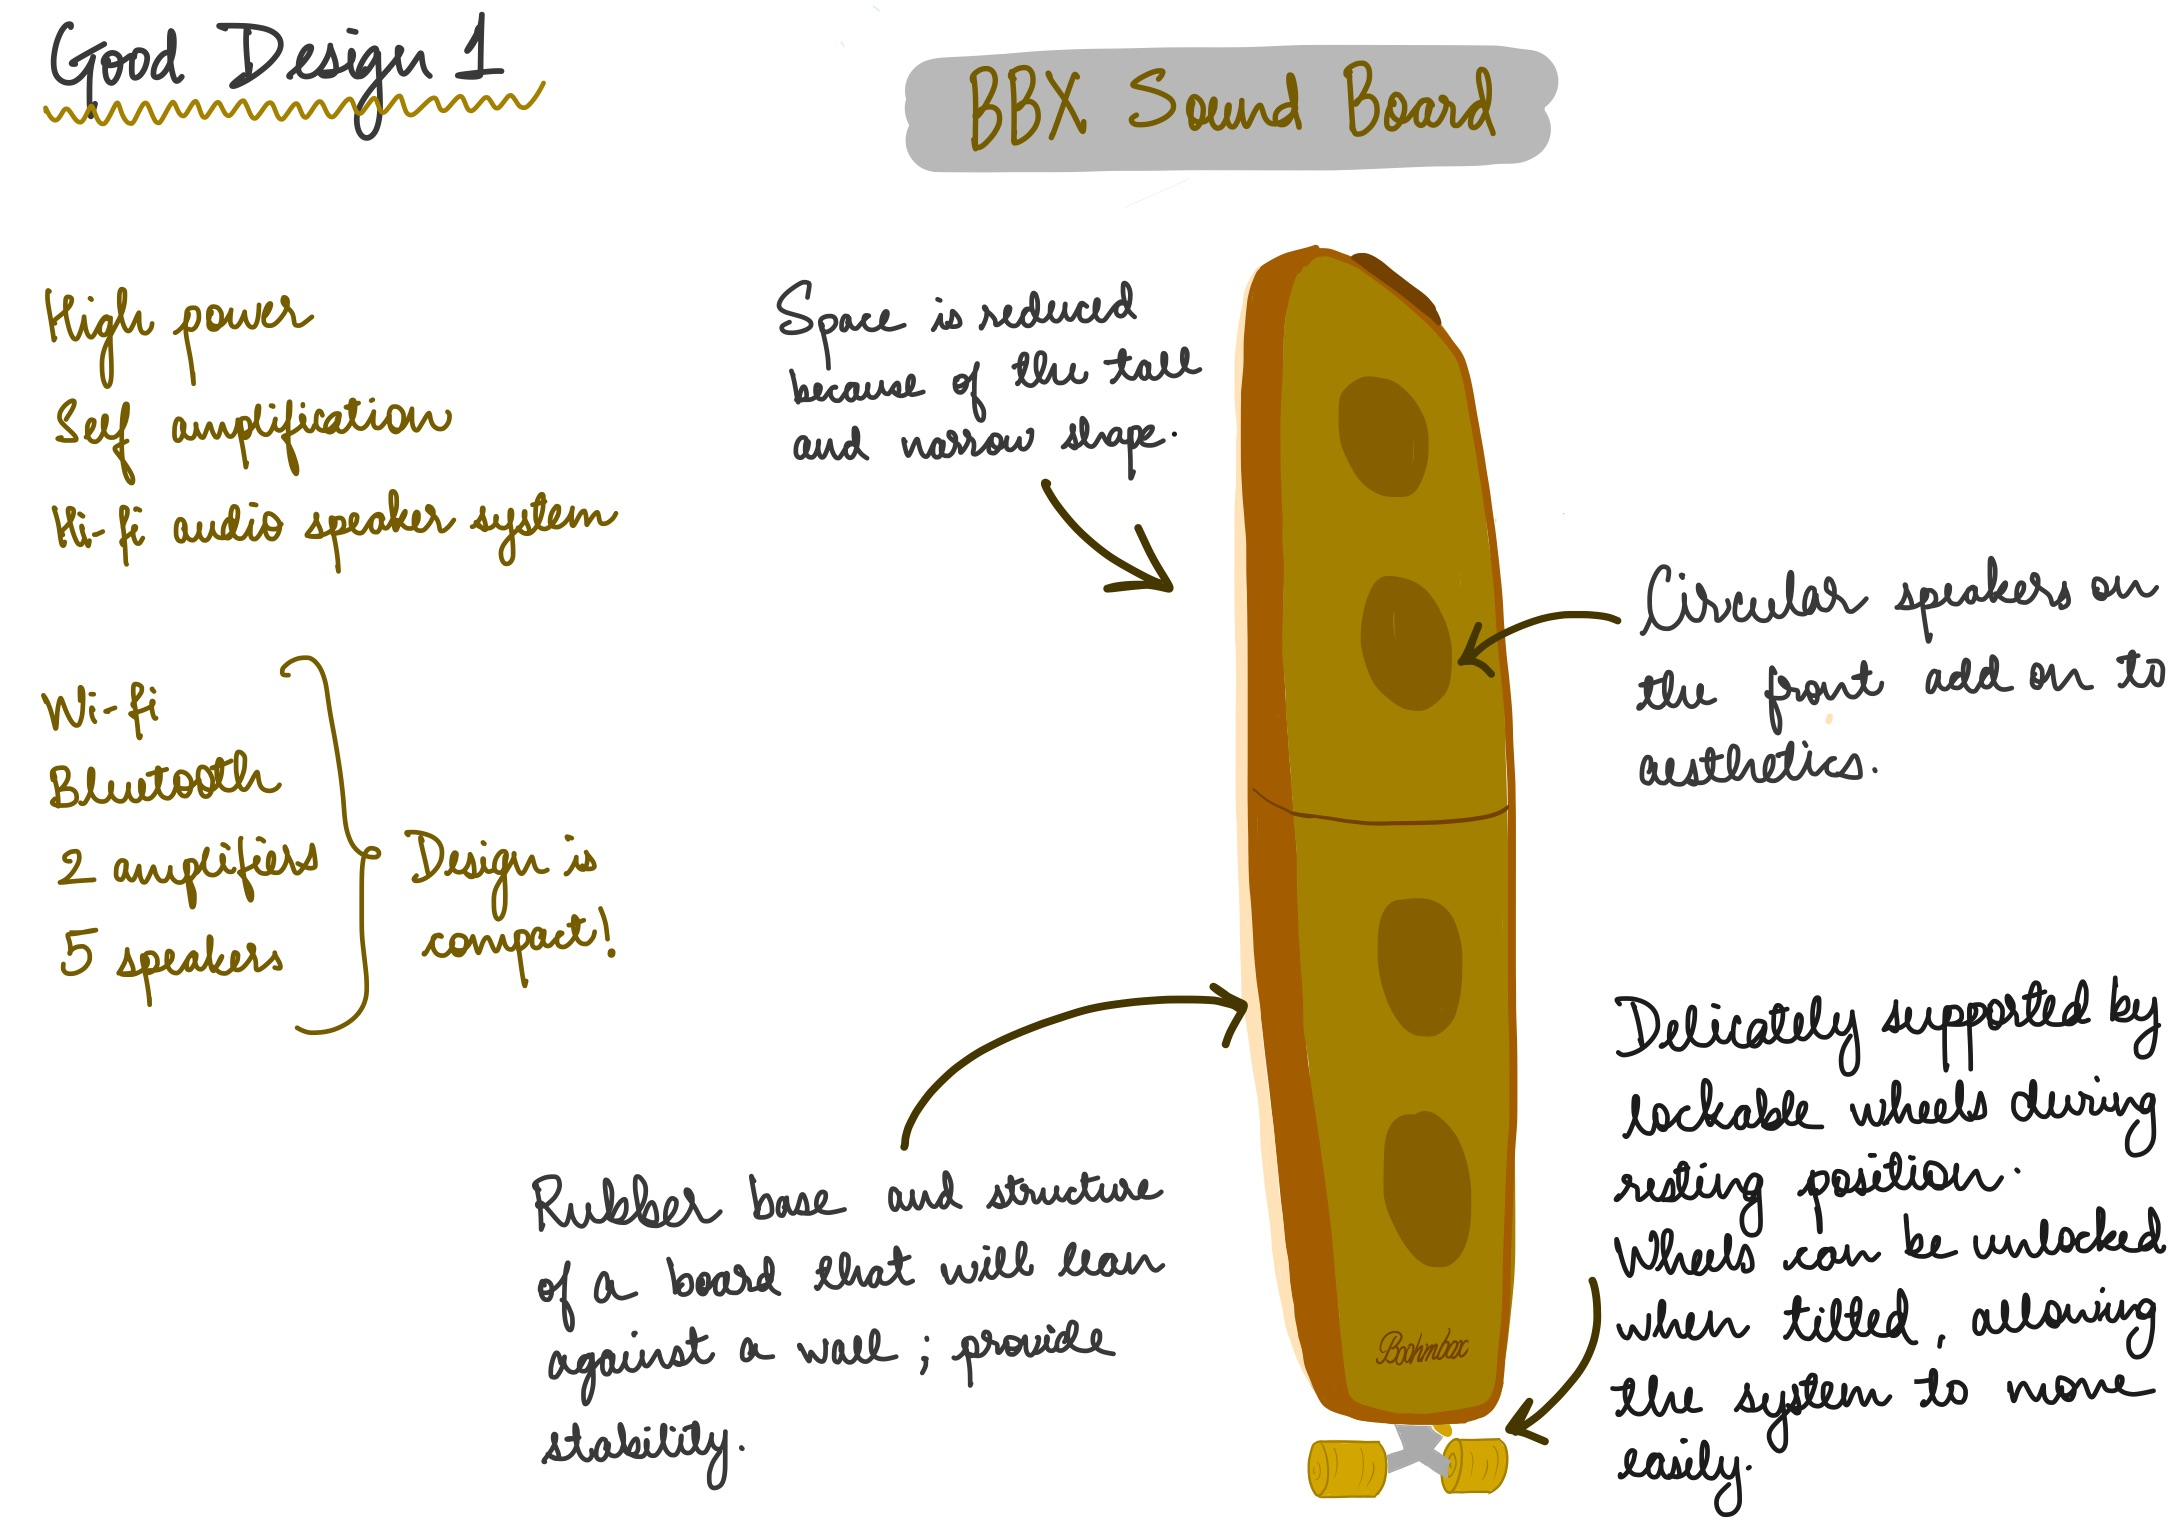 Good Design 1
BBX Sound Board
High power
Self amplification
Hi-fi audio speaker system
Wi-fi
Bluetooth
2 amplifiers
5 speakers
Design is
compact!
Space is reduced
because of the tall
and narrow shape.
Circular speakers on
the front add on to
aesthetics.
Rubber base and structure
of a board that will lean
against a wall ; provide
stability.
Delicately supported by
lockable wheels during
resting position.
Wheels can be unlocked
when tilted, allowing
the system to move
easily.
Boohmbox